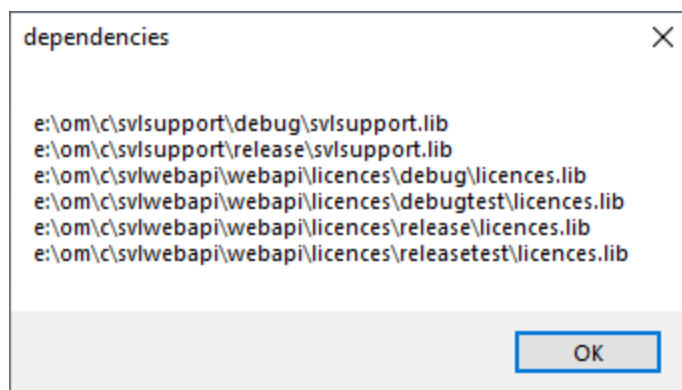 dependencies
e:\om\c\svlsupport\debug\svlsupport.lib
e:\om\c\svlsupport\release\svlsupport.lib
e:\om\c\svlwebapi\webapi\licences\debug\licences.lib
e:\om\c\svlwebapi\webapi\licences\debugtest\licences.lib
e:\om\c\svlwebapi\webapi\licences\release\licences.lib
e:\om\c\svlwebapi\webapi\licences\releasetest\licences.lib
OK